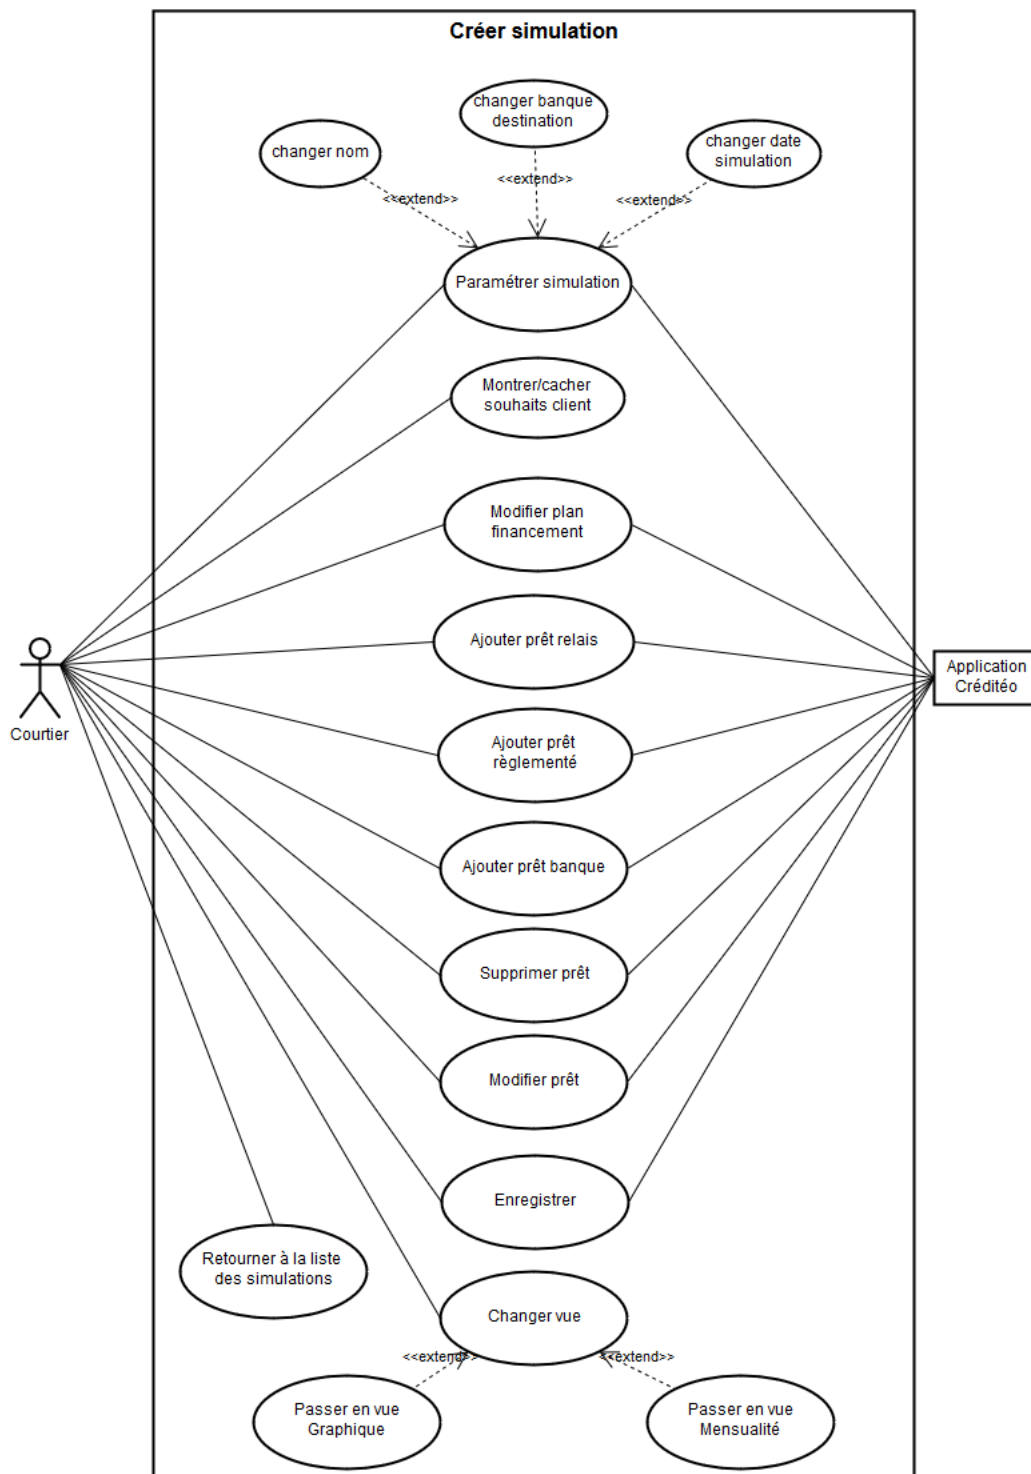 Créer simulation
changer banque
destination
changer nom
changer date
simulation
<<extend>>
<<extend>>
<<extend>>
Paramétrer simulation
Montrer/cacher
souhaits client
Modifier plan
financement
Ajouter prêt relais
Application
Créditéo
Courtier
Ajouter prêt
règlementé
Ajouter prêt banque
Supprimer prêt
Modifier prêt
Enregistrer
Retourner à la liste
des simulations
Changer vue
<<extend>>
<<extend>>
Passer en vue
Graphique
Passer en vue
Mensualité